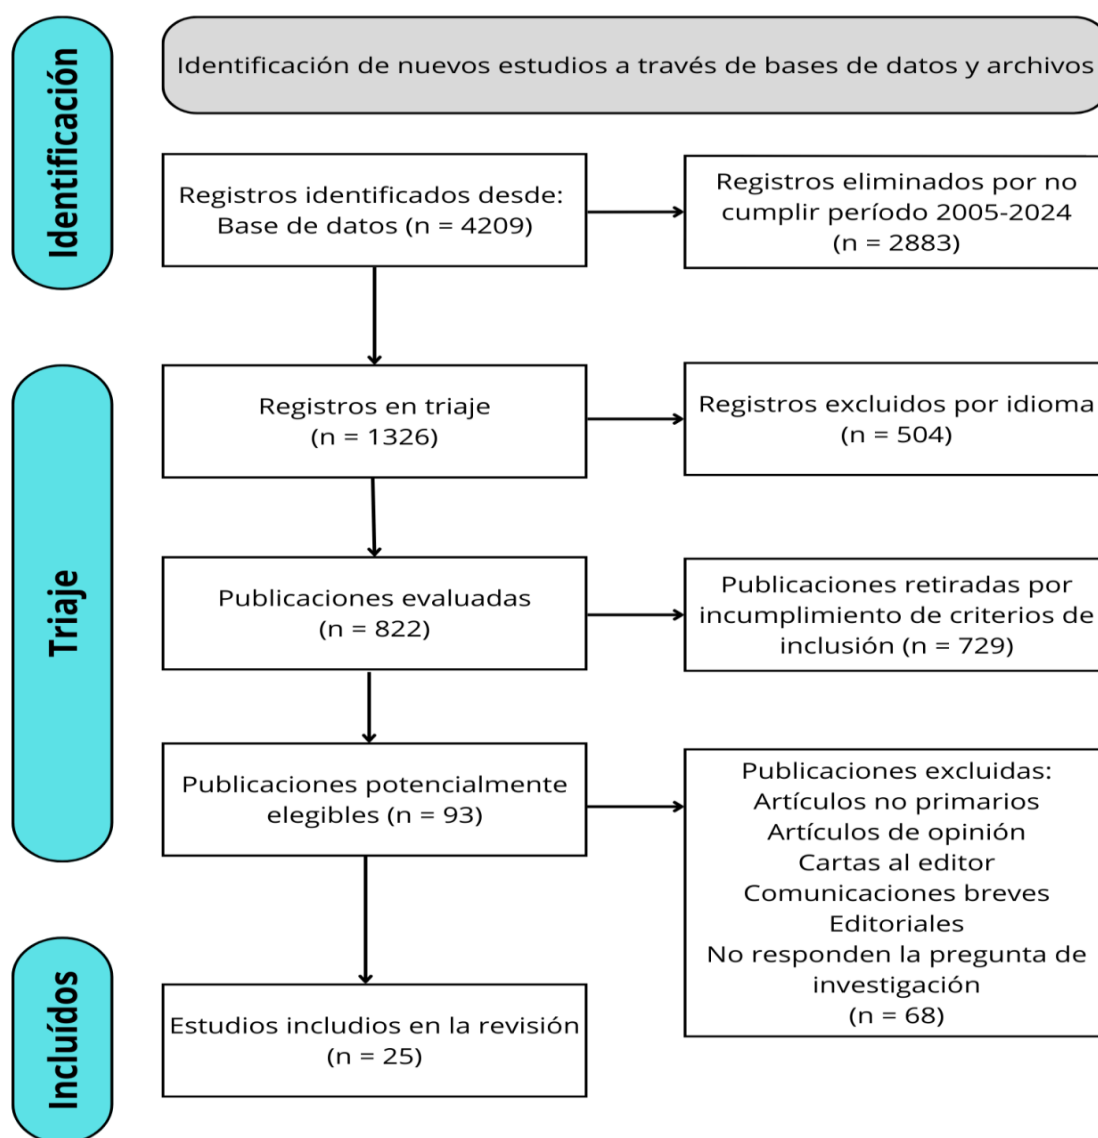 Identificación
Identificación de nuevos estudios a través de bases de datos y archivos
Registros identificados desde:
Base de datos (n = 4209)
Registros eliminados por no
cumplir período 2005-2024
(n = 2883)
Triaje
Registros en triaje
(n = 1326)
Registros excluidos por idioma
(n = 504)
Publicaciones evaluadas
(n = 822)
Publicaciones retiradas por
incumplimiento de criterios de
inclusión (n = 729)
Publicaciones potencialmente
elegibles (n = 93)
Publicaciones excluidas:
Artículos no primarios
Artículos de opinión
Cartas al editor
Comunicaciones breves
Editoriales
No responden la pregunta de
investigación
(n = 68)
Incluídos
Estudios includios en la revisión
(n = 25)